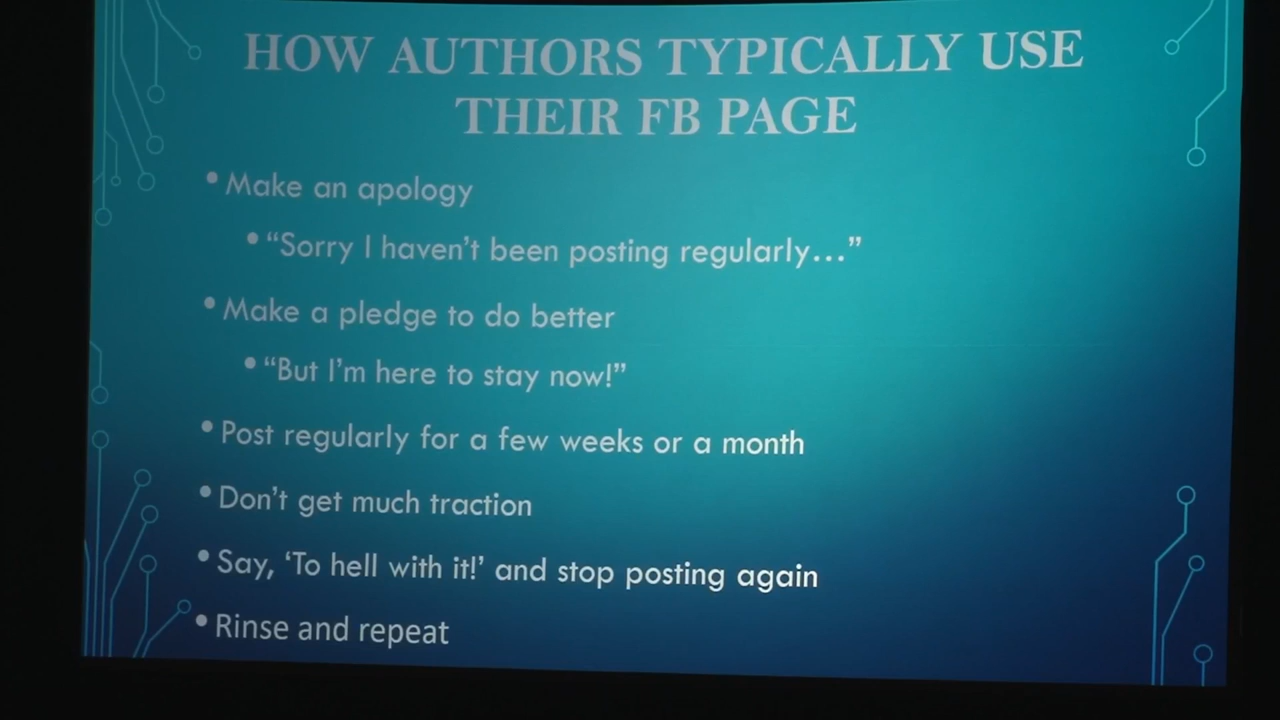 HOW AUTHORS TYPICALLY USE
THEIR FB PAGE
• Make an apology
• “Sorry I haven’t been posting regularly...”
• Make a pledge to do better
• “But I’m here to stay now!”
• Post regularly for a few weeks or a month
• Don’t get much traction
• Say, ‘To hell with it!’ and stop posting again
• Rinse and repeat